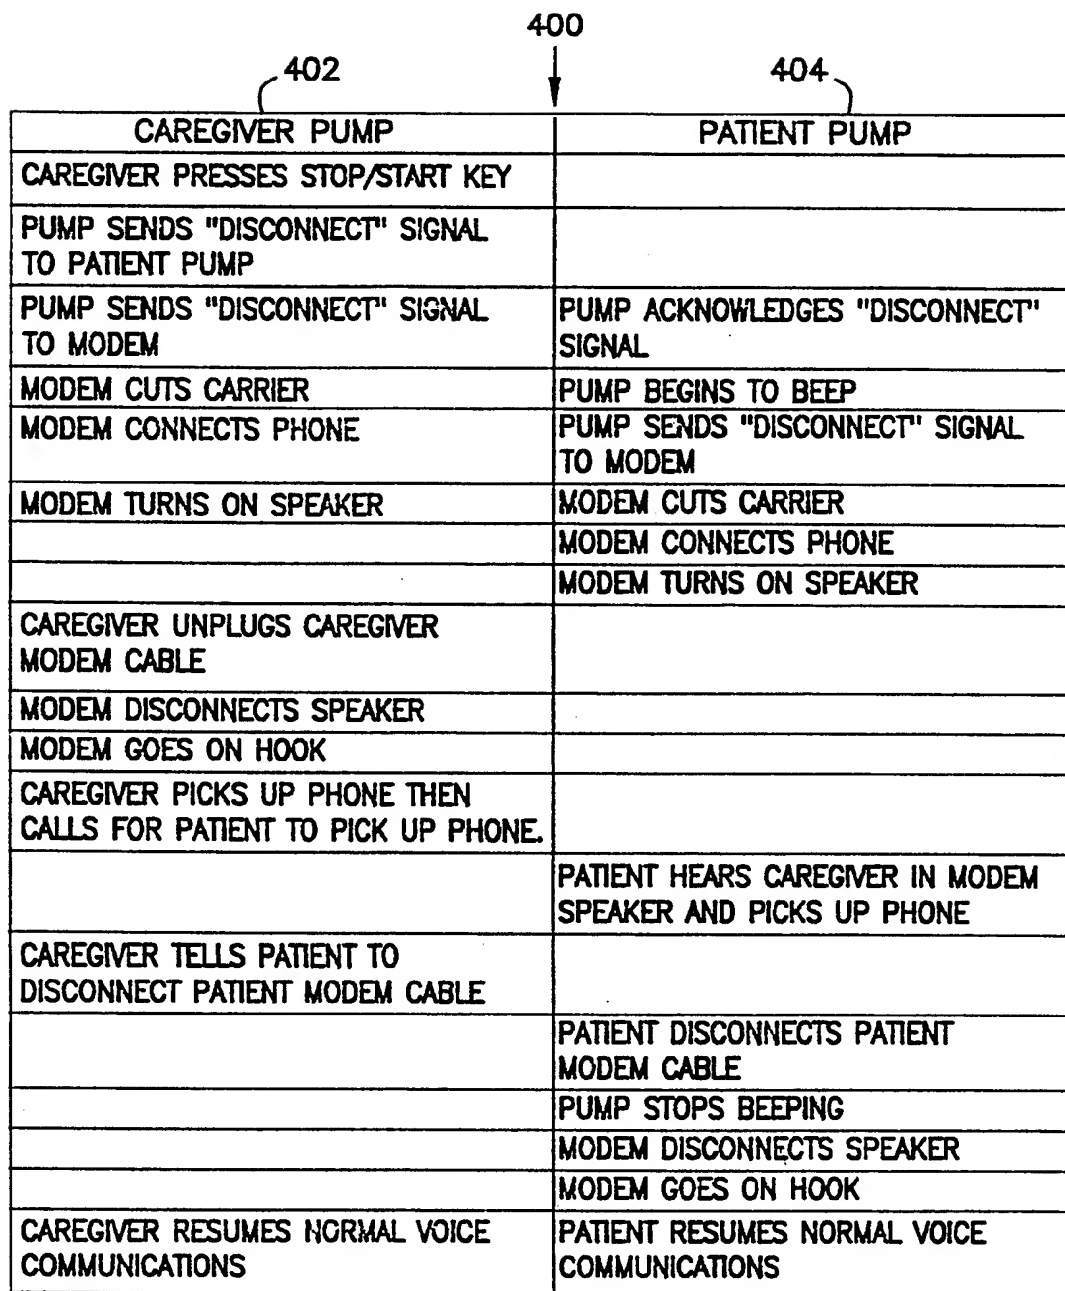 400
402
404
CAREGIVER PUMP
PATIENT PUMP
CAREGIVER PRESSES STOP/START KEY
PUMP SENDS "DISCONNECT" SIGNAL
TO PATIENT PUMP
PUMP SENDS "DISCONNECT" SIGNAL
TO MODEM
PUMP ACKNOWLEDGES "DISCONNECT"
SIGNAL
MODEM CUTS CARRIER
PUMP BEGINS TO BEEP
MODEM CONNECTS PHONE
PUMP SENDS "DISCONNECT" SIGNAL
TO MODEM
MODEM TURNS ON SPEAKER
MODEM CUTS CARRIER
MODEM CONNECTS PHONE
MODEM TURNS ON SPEAKER
CAREGIVER UNPLUGS CAREGIVER
MODEM CABLE
MODEM DISCONNECTS SPEAKER
MODEM GOES ON HOOK
CAREGIVER PICKS UP PHONE THEN
CALLS FOR PATIENT TO PICK UP PHONE.
PATIENT HEARS CAREGIVER IN MODEM
SPEAKER AND PICKS UP PHONE
CAREGIVER TELLS PATIENT TO
DISCONNECT PATIENT MODEM CABLE
PATIENT DISCONNECTS PATIENT
MODEM CABLE
PUMP STOPS BEEPING
MODEM DISCONNECTS SPEAKER
MODEM GOES ON HOOK
CAREGIVER RESUMES NORMAL VOICE
COMMUNICATIONS
PATIENT RESUMES NORMAL VOICE
COMMUNICATIONS